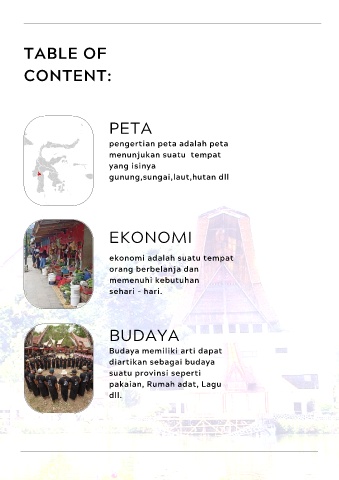 TABLE OF
CONTENT:
PETA
pengertian peta adalah peta
menunjukan suatu tempat
yang isinya
gunung,sungai,laut,hutan dll
EKONOMI
ekonomi adalah suatu tempat
orang berbelanja dan
memenuhi kebutuhan
sehari - hari.
BUDAYA
Budaya memiliki arti dapat
diartikan sebagai budaya
suatu provinsi seperti
pakaian, Rumah adat, Lagu
dll.